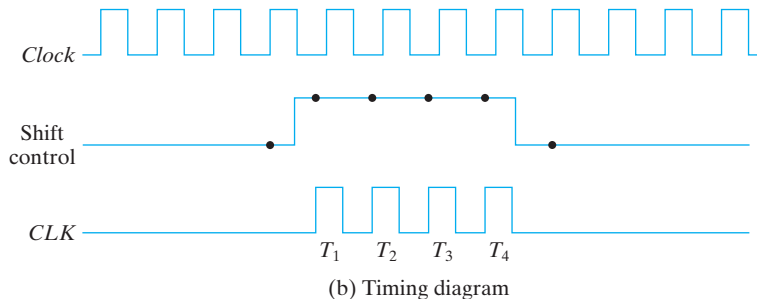 Clock
Shift
control
CLK
T1 T2 T3 T4
(b) Timing diagram